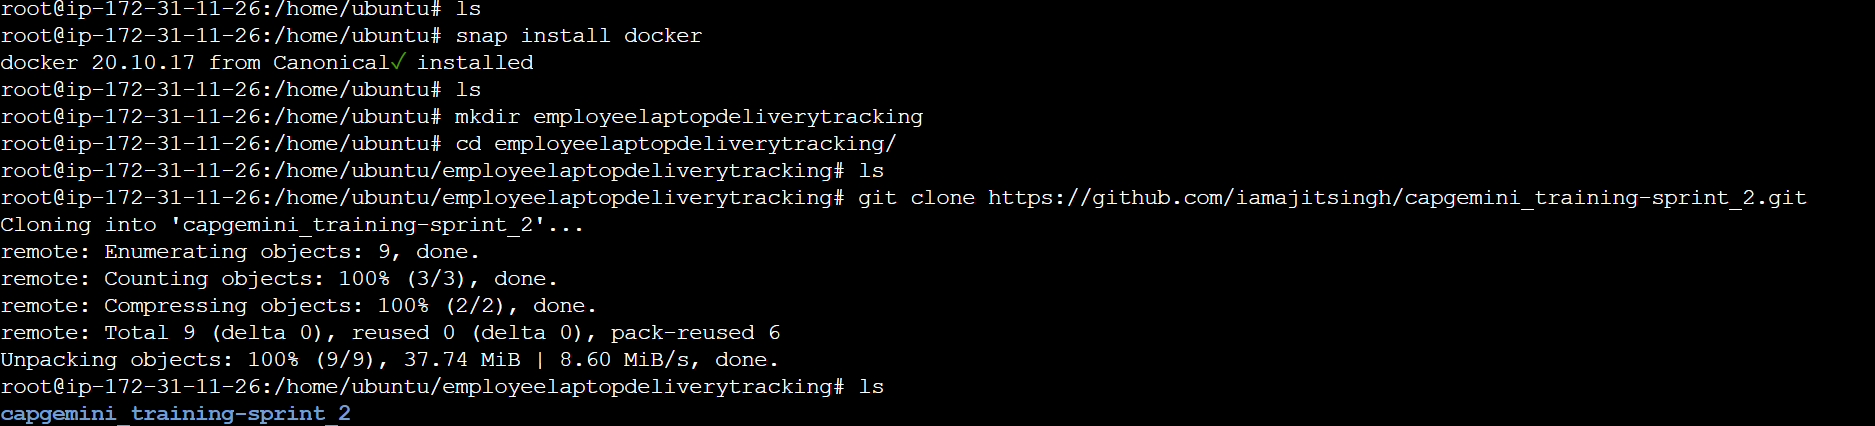 root@ip-172-31-11-26:/home/ubuntu# ls
root@ip-172-31-11-26:/home/ubuntu# snap install docker
docker 20.10.17 from Canonical✓ installed
root@ip-172-31-11-26:/home/ubuntu# ls
root@ip-172-31-11-26:/home/ubuntu# mkdir employeelaptopdeliverytracking
root@ip-172-31-11-26:/home/ubuntu# cd employeelaptopdeliverytracking/
root@ip-172-31-11-26:/home/ubuntu/employeelaptopdeliverytracking# ls
root@ip-172-31-11-26:/home/ubuntu/employeelaptopdeliverytracking# git clone https://github.com/iamajitsingh/capgemini_training-sprint_2.git
Cloning into 'capgemini_training-sprint_2'...
remote: Enumerating objects: 9, done.
remote: Counting objects: 100% (3/3), done.
remote: Compressing objects: 100% (2/2), done.
remote: Total 9 (delta 0), reused 0 (delta 0), pack-reused 6
Unpacking objects: 100% (9/9), 37.74 MiB | 8.60 MiB/s, done.
root@ip-172-31-11-26:/home/ubuntu/employeelaptopdeliverytracking# ls
capgemini_training-sprint_2